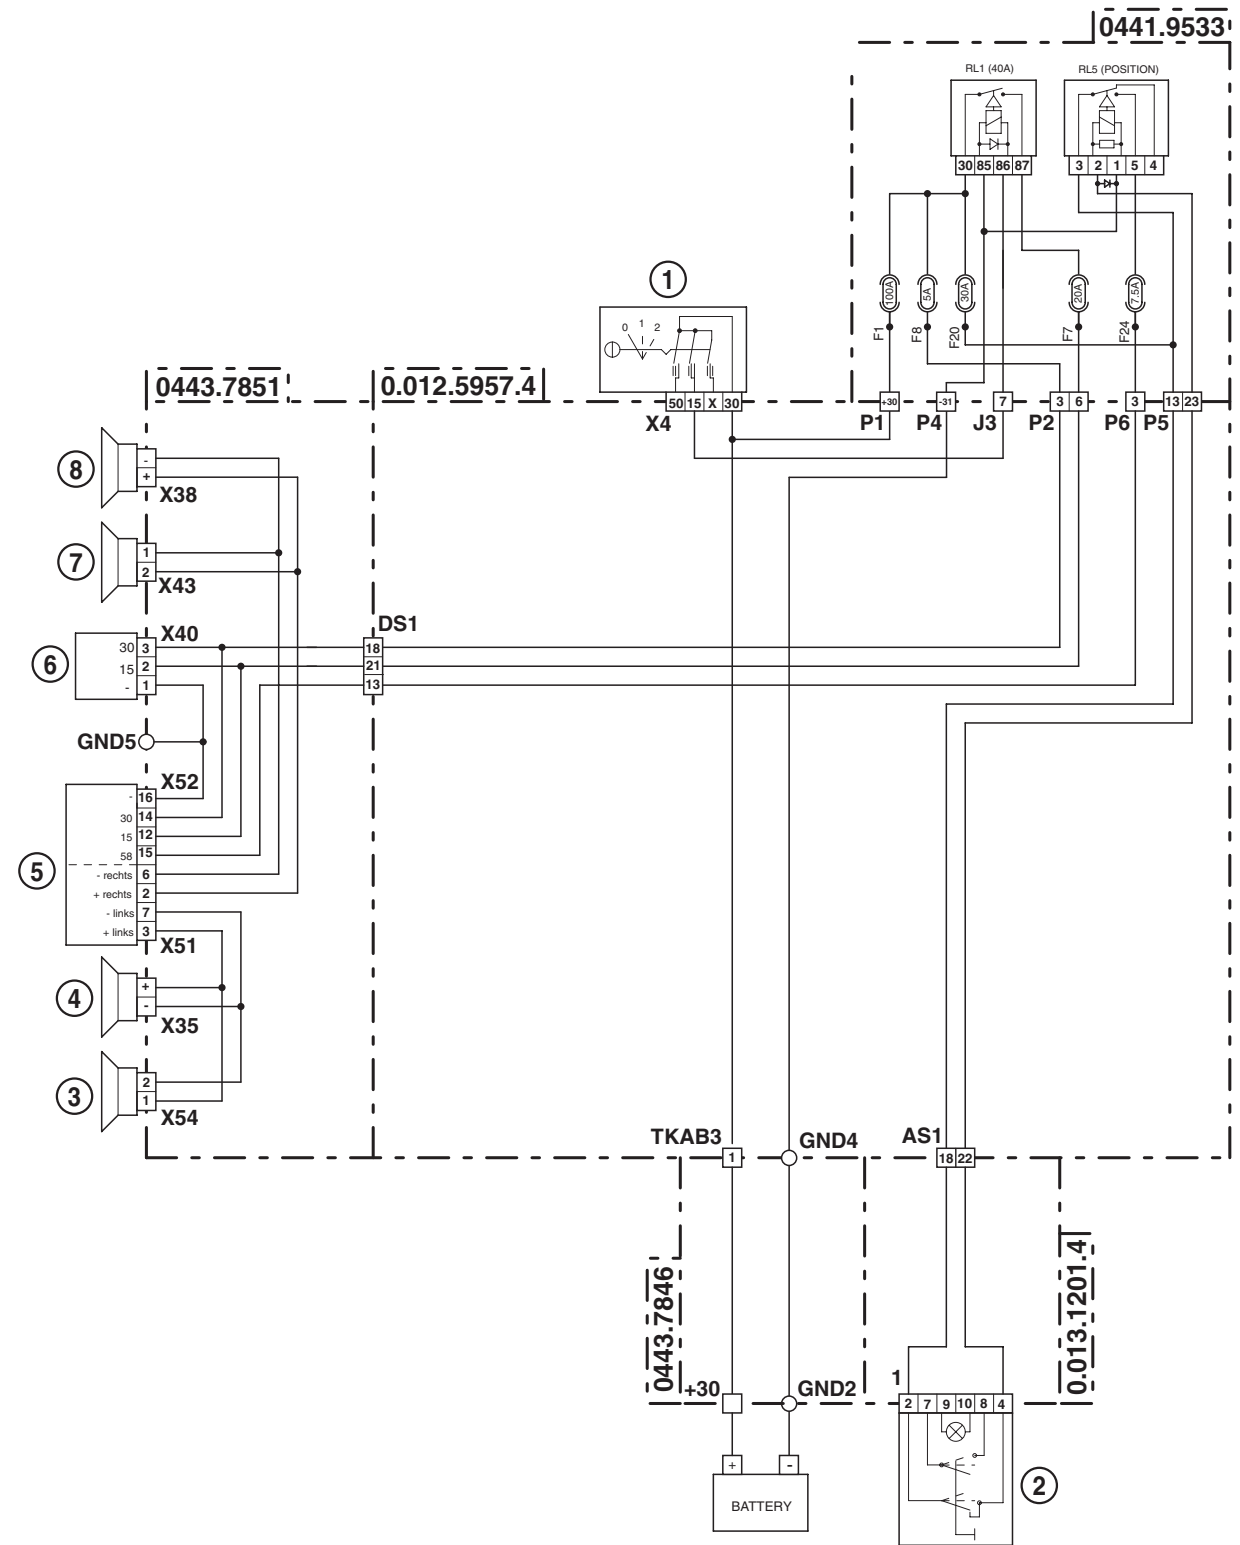 0441.9533
RL1 (40A)
RL5 (POSITION)
30 85 86 87
3 2 1 5 4
1
100A
5A
30A
20A
7.5A
0 1 2
F1
F8
F20
F7
F24
0443.7851
0.012.5957.4
50 15 X 30
+30
-31
7
3 6
3
13 23
X4
P1
P4
J3
P2
P6
P5
8
-
+
X38
7
1
2
X43
DS1
X40
6
30 3
15 2
- 1
18
21
13
GND5
X52
- 16
30 14
15 12
58 15
5
- rechts 6
+ rechts 2
- links 7
+ links 3
X51
4
+
-
X35
3
2
1
X54
TKAB3
1
GND4
AS1
18 22
0443.7846
0.013.1201.4
+30
GND2
1
2 7 9 10 8 4
+
-
BATTERY
2